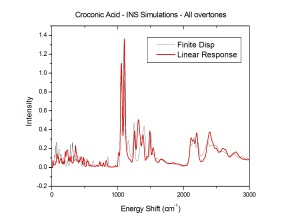 Croconic Acid - INS Simulations - All overtones
Finite Disp
Linear Response
1.4
1.2
1.0
0.8
0.6
0.4
0.2
0.0
-0.2
Intensity
0 1000 2000 3000
Energy Shift (cm⁻¹)